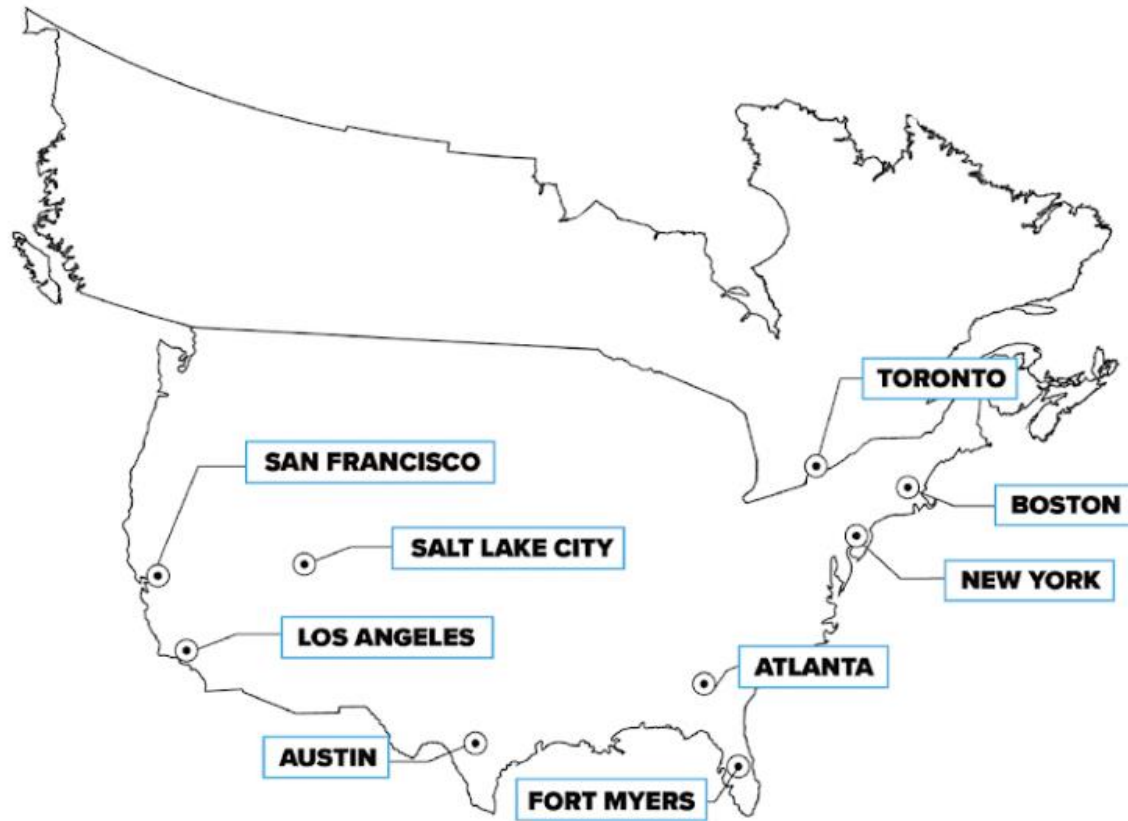 TORONTO
SAN FRANCISCO
BOSTON
SALT LAKE CITY
NEW YORK
LOS ANGELES
ATLANTA
AUSTIN
FORT MYERS